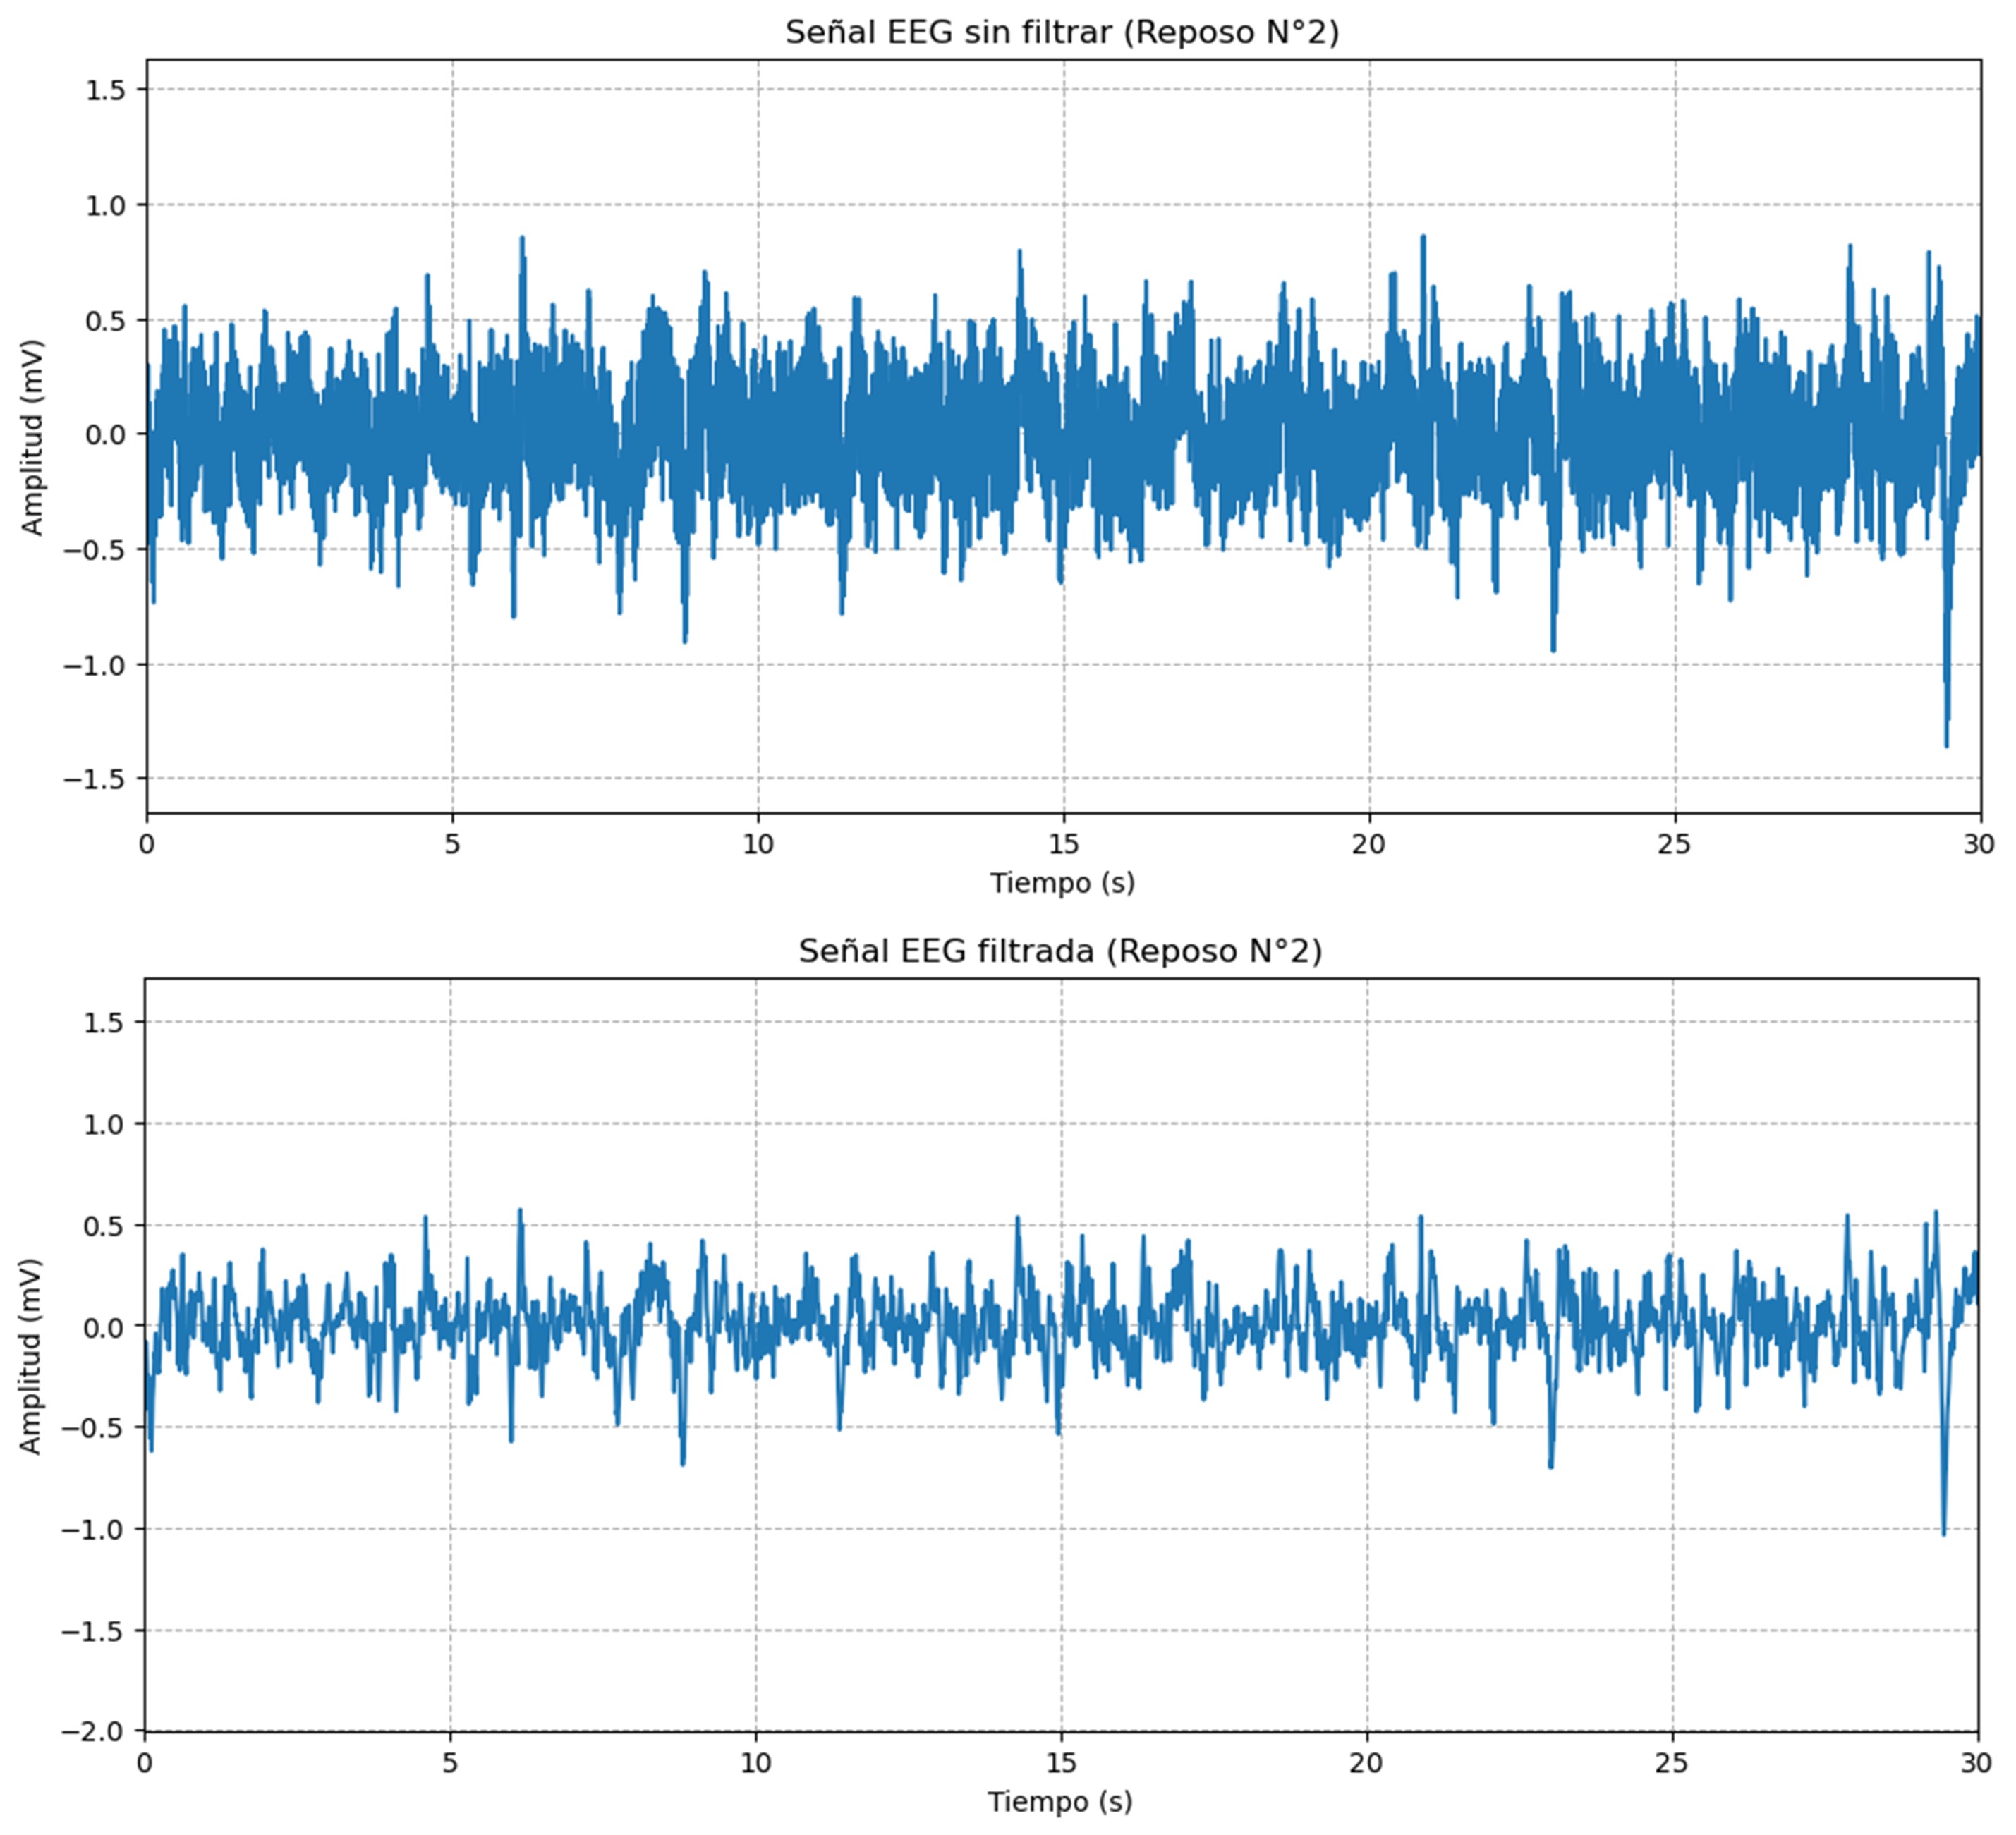 Señal EEG sin filtrar (Reposo N°2)
1.5
1.0
0.5
0.0
−0.5
−1.0
−1.5
Amplitud (mV)
0 5 10 15 20 25 30
Tiempo (s)
Señal EEG filtrada (Reposo N°2)
1.5
1.0
0.5
0.0
−0.5
−1.0
−1.5
−2.0
Amplitud (mV)
0 5 10 15 20 25 30
Tiempo (s)